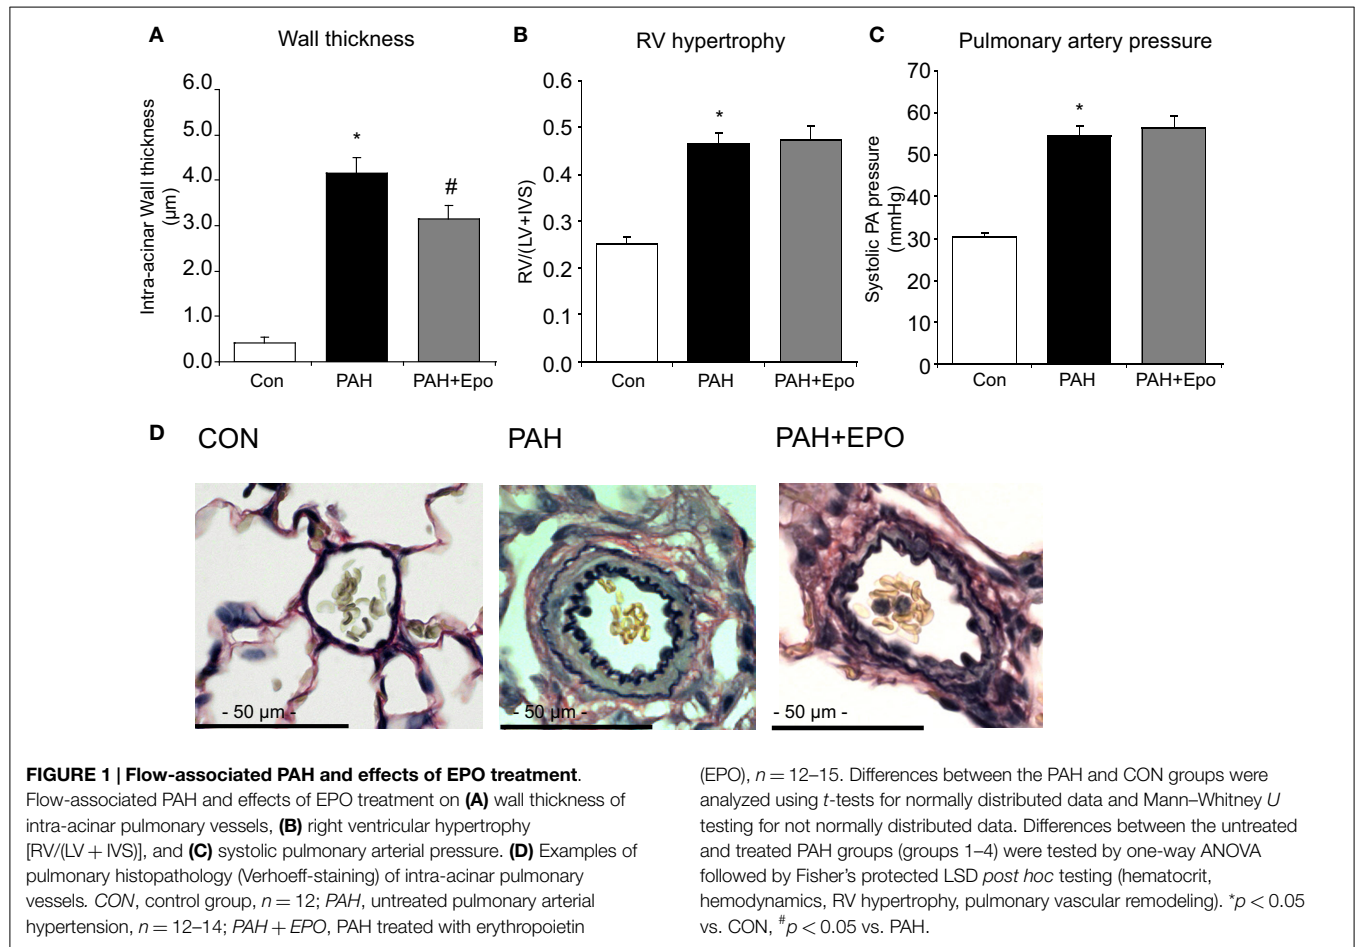 A
Wall thickness
Intra-acinar Wall thickness
(µm)
6.0
5.0
4.0
3.0
2.0
1.0
0.0
*
#
Con
PAH
PAH+Epo
B
RV hypertrophy
RV/(LV+IVS)
0.6
0.5
0.4
0.3
0.2
0.1
0.0
*
Con
PAH
PAH+Epo
C
Pulmonary artery pressure
Systolic PA pressure
(mmHg)
70
60
50
40
30
20
10
0
*
Con
PAH
PAH+Epo
D
CON
PAH
PAH+EPO
- 50 µm -
- 50 µm -
- 50 µm -
FIGURE 1 | Flow-associated PAH and effects of EPO treatment.
Flow-associated PAH and effects of EPO treatment on (A) wall thickness of
intra-acinar pulmonary vessels, (B) right ventricular hypertrophy
[RV/(LV + IVS)], and (C) systolic pulmonary arterial pressure. (D) Examples of
pulmonary histopathology (Verhoeff-staining) of intra-acinar pulmonary
vessels. CON, control group, n = 12; PAH, untreated pulmonary arterial
hypertension, n = 12–14; PAH + EPO, PAH treated with erythropoietin
(EPO), n = 12–15. Differences between the PAH and CON groups were
analyzed using t-tests for normally distributed data and Mann–Whitney U
testing for not normally distributed data. Differences between the untreated
and treated PAH groups (groups 1–4) were tested by one-way ANOVA
followed by Fisher's protected LSD post hoc testing (hematocrit,
hemodynamics, RV hypertrophy, pulmonary vascular remodeling). *p < 0.05
vs. CON, #p < 0.05 vs. PAH.